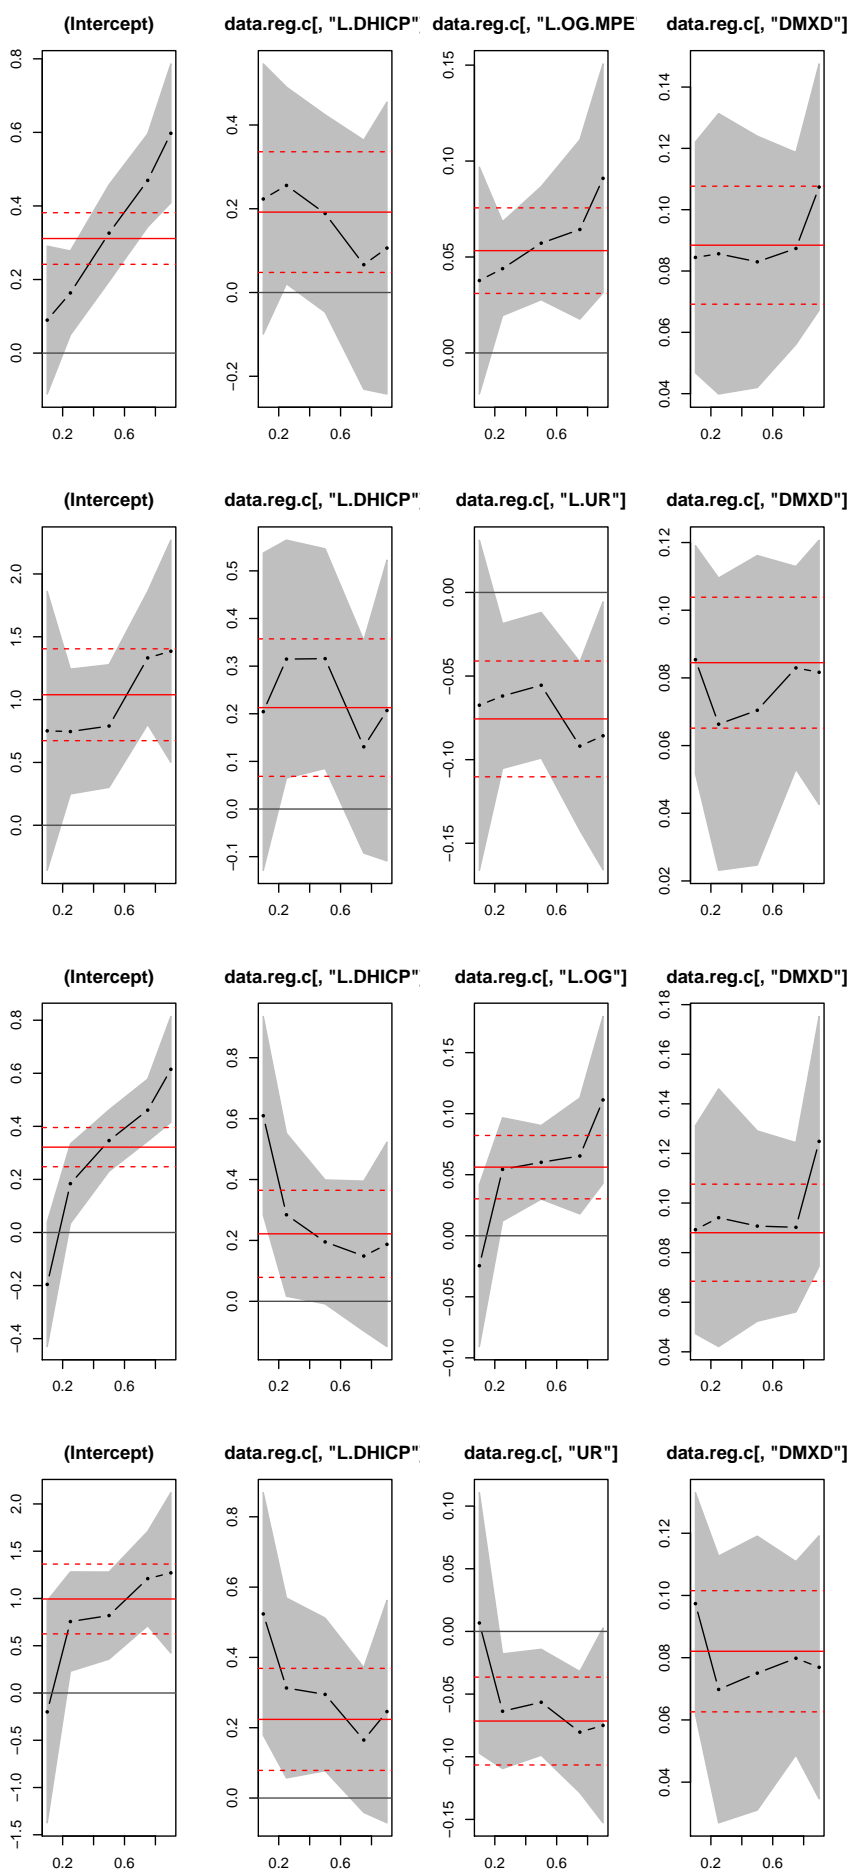 (Intercept) data.reg.c[, "L.DHICP" data.reg.c[, "L.OG.MPE" data.reg.c[, "DMXD"]
0.8 0.6 0.4 0.2 0.0
0.4 0.2 0.0 −0.2
0.15 0.10 0.05 0.00
0.14 0.12 0.10 0.08 0.06 0.04
0.2 0.6 0.2 0.6 0.2 0.6 0.2 0.6
(Intercept) data.reg.c[, "L.DHICP" data.reg.c[, "L.UR"] data.reg.c[, "DMXD"]
2.0 1.5 1.0 0.5 0.0
0.5 0.4 0.3 0.2 0.1 0.0 −0.1
0.00 −0.05 −0.10 −0.15
0.12 0.10 0.08 0.06 0.04 0.02
0.2 0.6 0.2 0.6 0.2 0.6 0.2 0.6
(Intercept) data.reg.c[, "L.DHICP" data.reg.c[, "L.OG"] data.reg.c[, "DMXD"]
0.8 0.6 0.4 0.2 0.0 −0.2 −0.4
0.8 0.6 0.4 0.2 0.0
0.15 0.10 0.05 0.00 −0.05 −0.10
0.18 0.16 0.14 0.12 0.10 0.08 0.06 0.04
0.2 0.6 0.2 0.6 0.2 0.6 0.2 0.6
(Intercept) data.reg.c[, "L.DHICP" data.reg.c[, "UR"] data.reg.c[, "DMXD"]
2.0 1.5 1.0 0.5 0.0 −0.5 −1.0 −1.5
0.8 0.6 0.4 0.2 0.0
0.10 0.05 0.00 −0.05 −0.10 −0.15
0.12 0.10 0.08 0.06 0.04
0.2 0.6 0.2 0.6 0.2 0.6 0.2 0.6